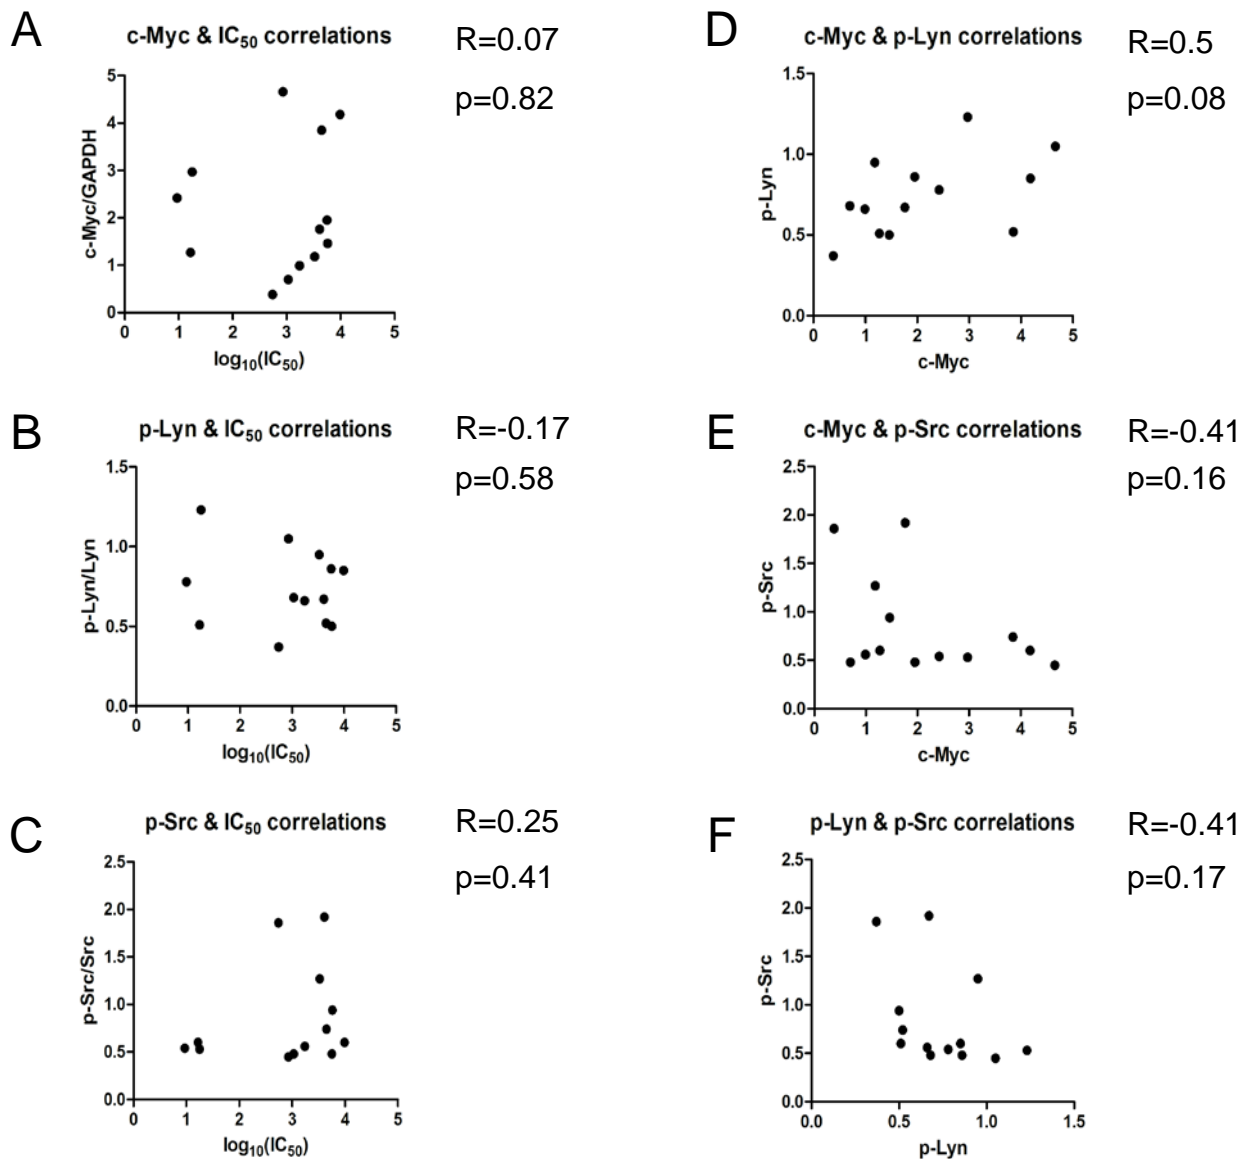 A
c-Myc & IC50 correlations
R=0.07
p=0.82
c-Myc/GAPDH
5
4
3
2
1
0
0 1 2 3 4 5
log10(IC50)
D
c-Myc & p-Lyn correlations
R=0.5
p=0.08
p-Lyn
1.5
1.0
0.5
0.0
0 1 2 3 4 5
c-Myc
B
p-Lyn & IC50 correlations
R=-0.17
p=0.58
p-Lyn/Lyn
1.5
1.0
0.5
0.0
0 1 2 3 4 5
log10(IC50)
E
c-Myc & p-Src correlations
R=-0.41
p=0.16
p-Src
2.5
2.0
1.5
1.0
0.5
0.0
0 1 2 3 4 5
c-Myc
C
p-Src & IC50 correlations
R=0.25
p=0.41
p-Src/Src
2.5
2.0
1.5
1.0
0.5
0.0
0 1 2 3 4 5
log10(IC50)
F
p-Lyn & p-Src correlations
R=-0.41
p=0.17
p-Src
2.5
2.0
1.5
1.0
0.5
0.0
0.0 0.5 1.0 1.5
p-Lyn